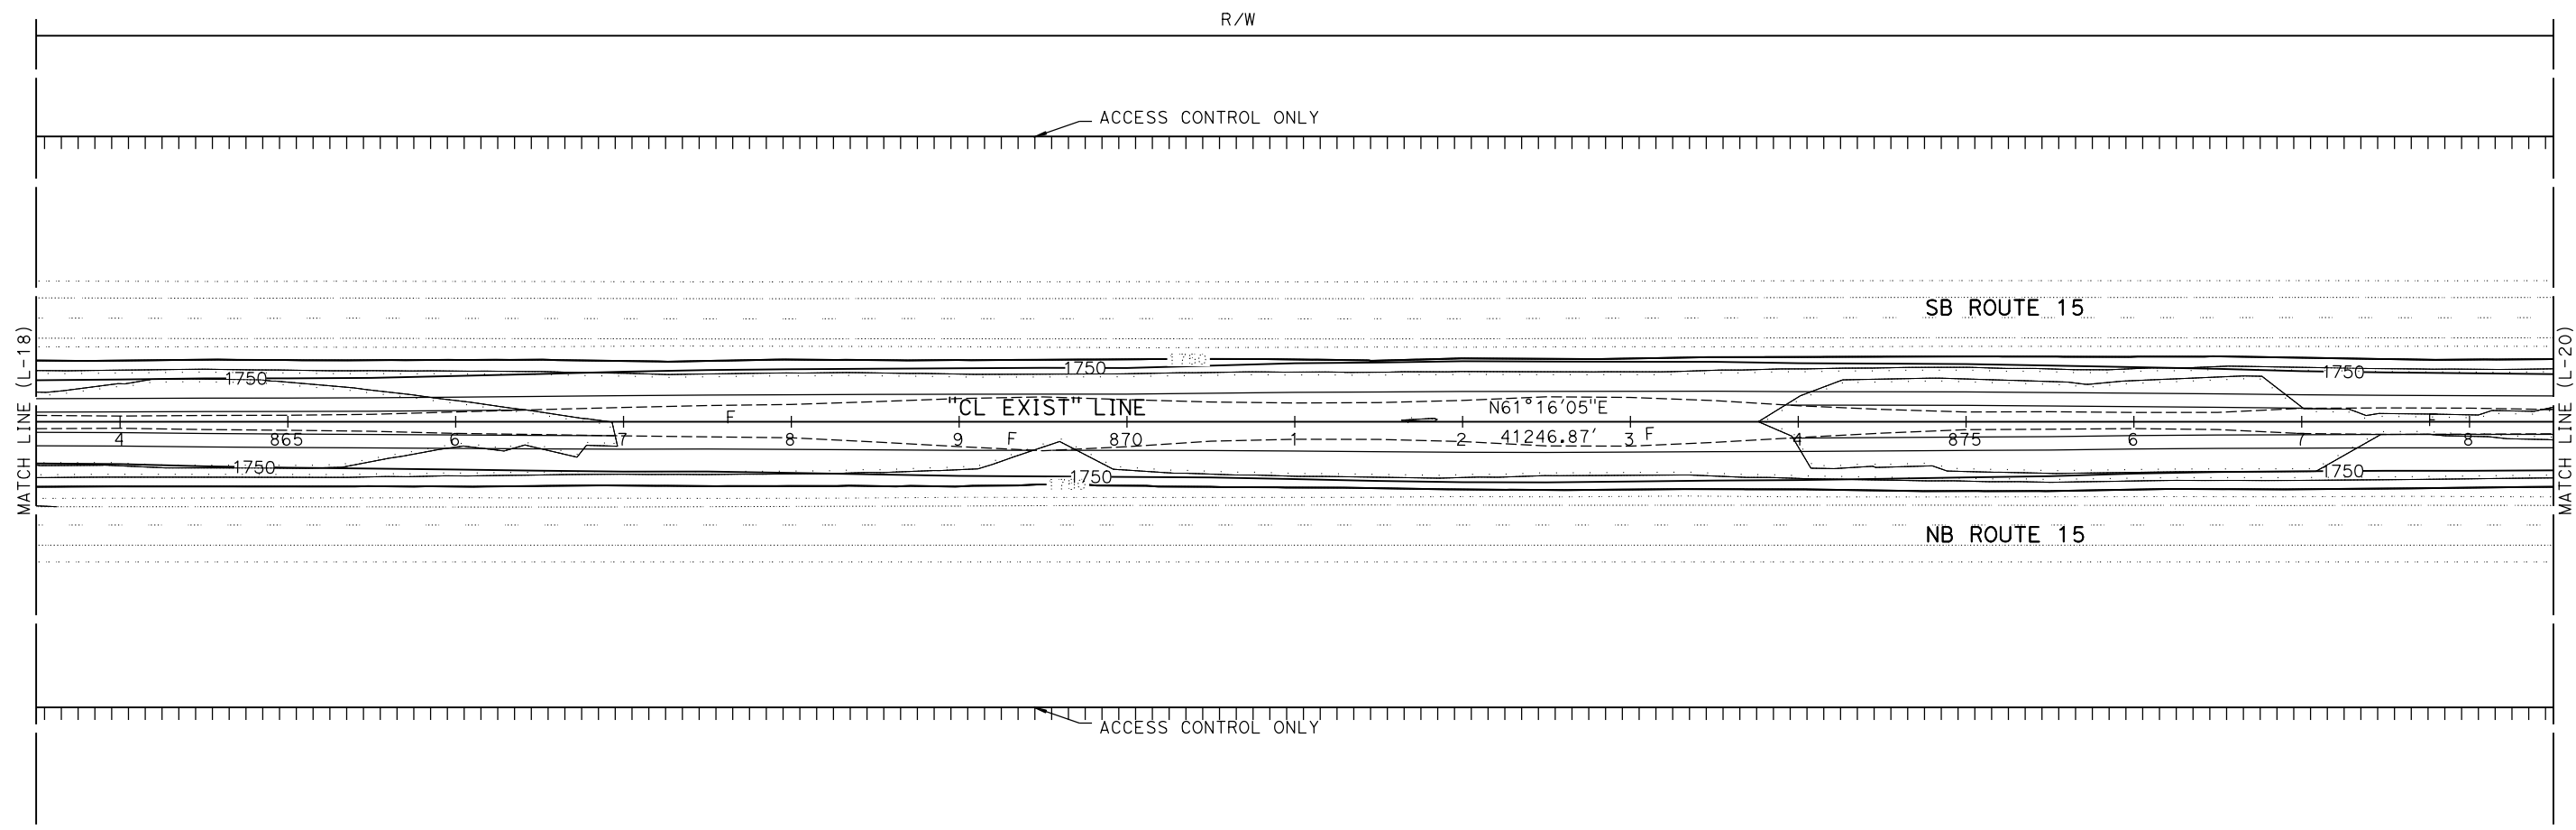 R/W
ACCESS CONTROL ONLY
SB ROUTE 15
MATCH LINE (L-18)
MATCH LINE (L-20)
1750
1750
1750
1750
"CL EXIST" LINE
N61°16'05"E
F
F
4 865 6 7 8 9 F 870 1 2 41246.87' 3 F 4 875 6 7 8
1750
1750
1750
NB ROUTE 15
ACCESS CONTROL ONLY